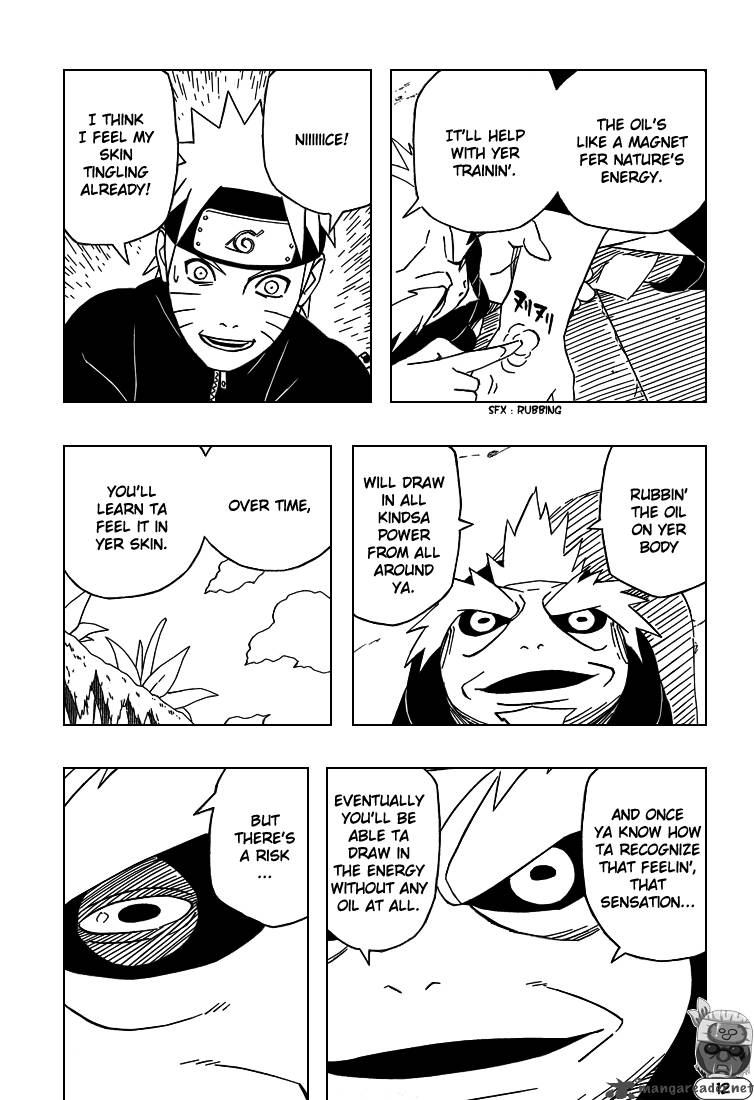 THE OIL'S
LIKE A MAGNET
FER NATURE'S
ENERGY.
IT'LL HELP
WITH YER
TRAININ'.
ヌリヌリ
SFX : RUBBING
NIIIIIICE!
I THINK
I FEEL MY
SKIN
TINGLING
ALREADY!
RUBBIN'
THE OIL
ON YER
BODY
WILL DRAW
IN ALL
KINDSA
POWER
FROM ALL
AROUND
YA.
OVER TIME,
YOU'LL
LEARN TA
FEEL IT IN
YER SKIN.
AND ONCE
YA KNOW HOW
TA RECOGNIZE
THAT FEELIN',
THAT
SENSATION...
EVENTUALLY
YOU'LL BE
ABLE TA
DRAW IN
THE ENERGY
WITHOUT ANY
OIL AT ALL.
BUT
THERE'S
A RISK
...
mangareader.net
12